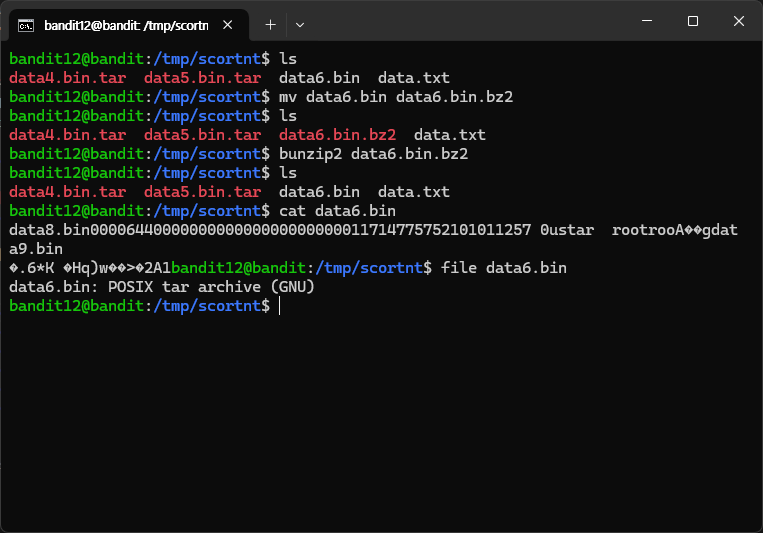 bandit12@bandit: /tmp/scortnt
bandit12@bandit:/tmp/scortnt$ ls
data4.bin.tar  data5.bin.tar  data6.bin  data.txt
bandit12@bandit:/tmp/scortnt$ mv data6.bin data6.bin.bz2
bandit12@bandit:/tmp/scortnt$ ls
data4.bin.tar  data5.bin.tar  data6.bin.bz2  data.txt
bandit12@bandit:/tmp/scortnt$ bunzip2 data6.bin.bz2
bandit12@bandit:/tmp/scortnt$ ls
data4.bin.tar  data5.bin.tar  data6.bin  data.txt
bandit12@bandit:/tmp/scortnt$ cat data6.bin
data8.bin0000644000000000000000000000011714775752101011257 0ustar  rootrooA��gdat
a9.bin
�.6*K �Hq)w��>�2A1bandit12@bandit:/tmp/scortnt$ file data6.bin
data6.bin: POSIX tar archive (GNU)
bandit12@bandit:/tmp/scortnt$